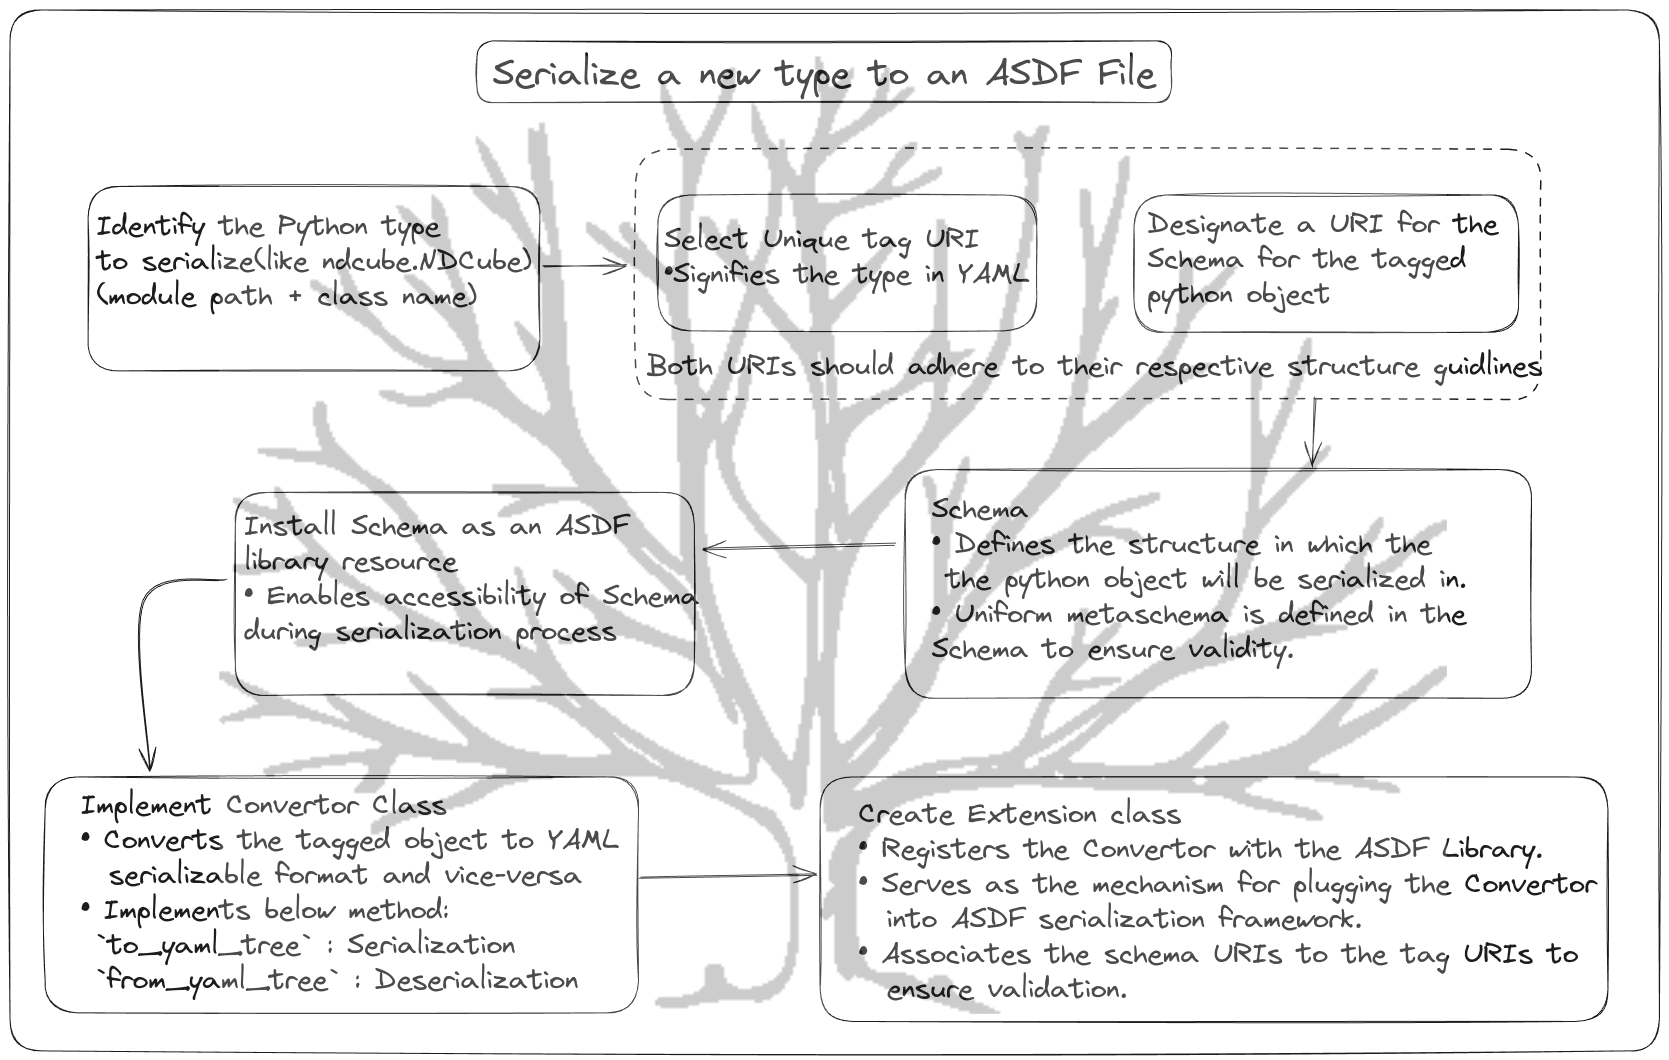 Serialize a new type to an ASDF File
Identify the Python type
to serialize(like ndcube.NDCube)
(module path + class name)
Select Unique tag URI
•Signifies the type in YAML
Designate a URI for the
Schema for the tagged
python object
Both URIs should adhere to their respective structure guidlines
Schema
• Defines the structure in which the
the python object will be serialized in.
• Uniform metaschema is defined in the
Schema to ensure validity.
Install Schema as an ASDF
library resource
• Enables accessibility of Schema
during serialization process
Implement Convertor Class
• Converts the tagged object to YAML
serializable format and vice-versa
• Implements below method:
`to_yaml_tree` : Serialization
`from_yaml_tree` : Deserialization
Create Extension class
• Registers the Convertor with the ASDF Library.
• Serves as the mechanism for plugging the Convertor
into ASDF serialization framework.
• Associates the schema URIs to the tag URIs to
ensure validation.